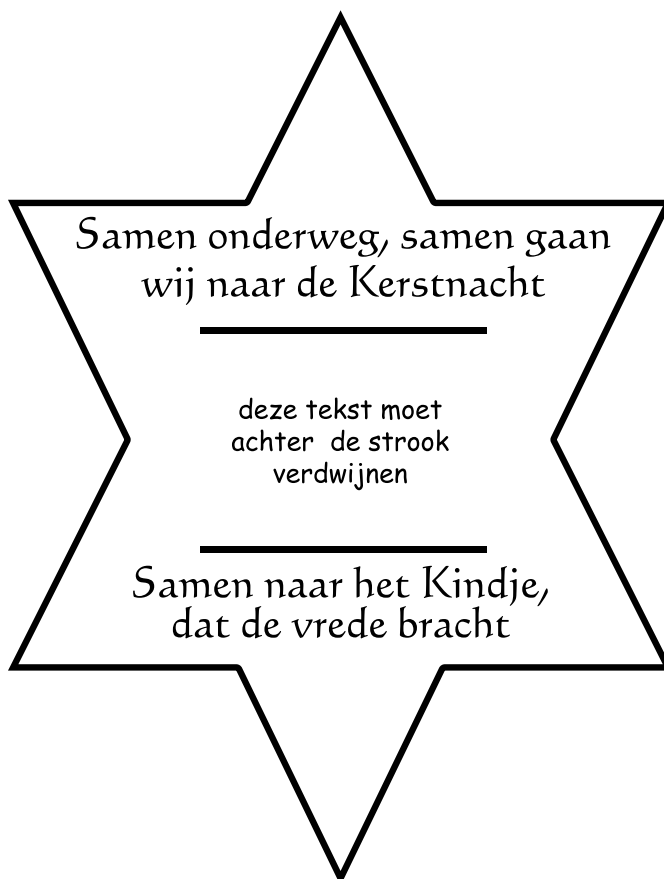 Samen onderweg, samen gaan
wij naar de Kerstnacht
deze tekst moet
achter de strook
verdwijnen
Samen naar het Kindje,
dat de vrede bracht